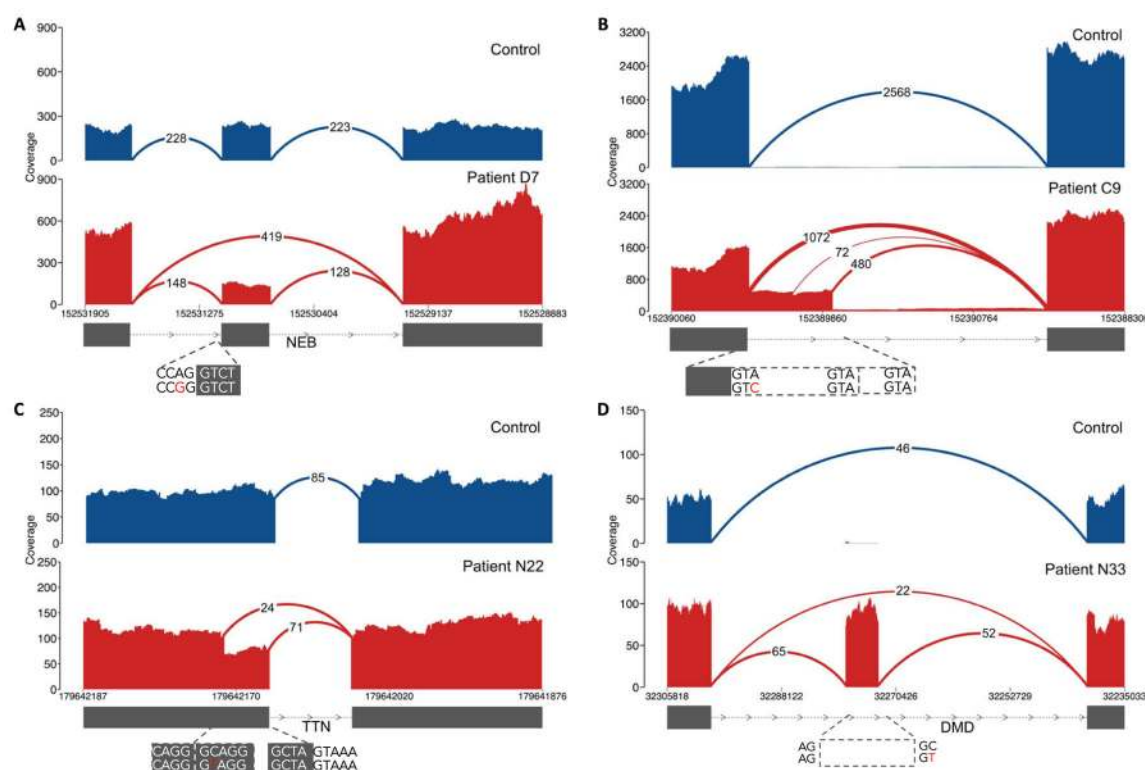 A
900
Control
600
Coverage
300
228
223
0
900
Patient D7
600
419
300
148
128
0
152531905 152531275 152530404 152529137 152528883
NEB
CCAG GTCT
CCGG GTCT
B
3200
Control
2400
2568
1600
Coverage
800
0
3200
Patient C9
2400
1072
72
1600
480
800
0
152390060 152389860 152390764 152388300
GTA GTA GTA
GTC GTA GTA
C
250
Control
200
150
85
Coverage
100
50
0
250
Patient N22
200
24
150
71
100
50
0
179642187 179642170 179642020 179641876
TTN
CAGG GCAGG GCTA GTAAA
CAGG GTAGG GCTA GTAAA
D
150
Control
46
100
Coverage
50
0
150
Patient N33
22
100
52
65
50
0
32305818 32288122 32270426 32252729 32235033
DMD
AG GC
AG GT